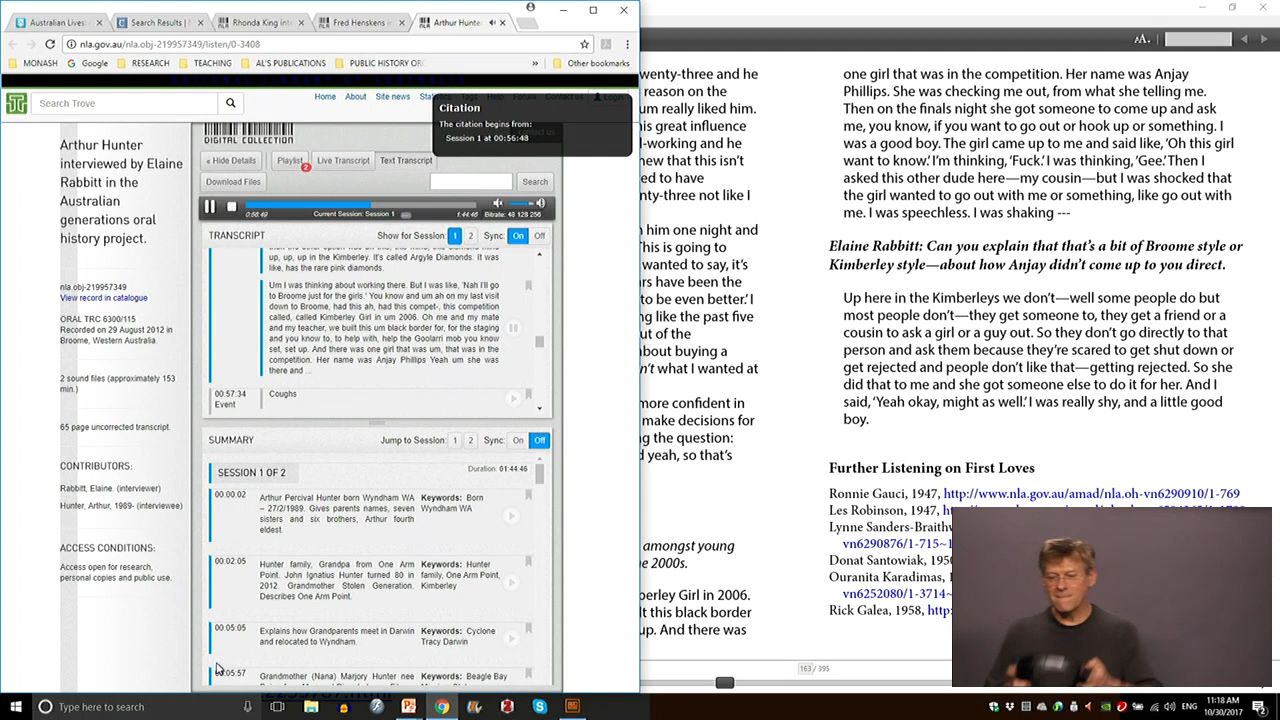 Australian Lives:
Search Results |
Rhonda King int
Fred Henskens in
Arthur Hunter
nla.gov.au/nla.obj-219957349/listen/0-3408
MONASH
Google
RESEARCH
TEACHING
AL'S PUBLICATIONS
PUBLIC HISTORY OR
»
Other bookmarks
Search Trove
Home
About
Site news
Citation
The citation begins from:
Session 1 at 00:56:48
Arthur Hunter
interviewed by Elaine
Rabbitt in the
Australian
generations oral
history project.
nla.obj-219957349
View record in catalogue
ORAL TRC 6300/115
Recorded on 29 August 2012 in
Broome, Western Australia.
2 sound files (approximately 153
min.)
65 page uncorrected transcript.
CONTRIBUTORS:
Rabbitt, Elaine. (interviewer)
Hunter, Arthur, 1989- (interviewee)
ACCESS CONDITIONS:
Access open for research,
personal copies and public use.
DIGITAL COLLECTION
« Hide Details
Playlist
2
Live Transcript
Text Transcript
Download Files
Search
0:56:49
Current Session: Session 1
1:44:46
Bitrate: 48 128 256
TRANSCRIPT
Show for Session: 1 2 Sync: On Off
up, up, up in the Kimberley. It's called Argyle Diamonds. It was
like, has the rare pink diamonds.
Um I was thinking about working there. But I was like, 'Nah I'll go
to Broome just for the girls.' You know and um ah, on my last visit
down to Broome, had this ah, had this compet-, this competition
called, called Kimberley Girl in um 2006. Oh me and my mate
and my teacher, we built this um black border for, for the staging
and you know to, to help with, help the Goolarri mob you know
set, set up. And there was one girl that was um, that was in the
competition. Her name was Anjay Phillips Yeah um she was
there and ...
00:57:34
Event
Coughs
SUMMARY
Jump to Session: 1 2 Sync: On Off
SESSION 1 OF 2
Duration: 01:44:46
00:00:02
Arthur Percival Hunter born Wyndham WA
– 27/2/1989. Gives parents names, seven
sisters and six brothers, Arthur fourth
eldest.
Keywords: Born
Wyndham WA
00:02:05
Hunter family, Grandpa from One Arm
Point. John Ignatius Hunter turned 80 in
2012. Grandmother Stolen Generation.
Describes One Arm Point.
Keywords: Hunter
family, One Arm Point,
Kimberley
00:05:05
Explains how Grandparents meet in Darwin
and relocated to Wyndham.
Keywords: Cyclone
Tracy Darwin
05:57
Grandmother (Nana) Marjory Hunter nee
Keywords: Beagle Bay
AA.
wenty-three and he
reason on the
um really liked him.
is great influence
l-working and he
new that this isn't
ed to have
nty-three not like I
n him one night and
This is going to
wanted to say, it's
rs have been the
to be even better.' I
ng like the past five
out of the
about buying a
n't what I wanted at
more confident in
make decisions for
ng the question:
d yeah, so that's
amongst young
e 2000s.
berley Girl in 2006.
lt this black border
up. And there was
one girl that was in the competition. Her name was Anjay
Phillips. She was checking me out, from what she telling me.
Then on the finals night she got someone to come up and ask
me, you know, if you want to go out or hook up or something. I
was a good boy. The girl came up to me and said like, 'Oh this girl
want to know.' I'm thinking, 'Fuck.' I was thinking, 'Gee.' Then I
asked this other dude here—my cousin—but I was shocked that
the girl wanted to go out with me or something, like go out with
me. I was speechless. I was shaking ---
Elaine Rabbitt: Can you explain that that's a bit of Broome style or
Kimberley style—about how Anjay didn't come up to you direct.
Up here in the Kimberleys we don't—well some people do but
most people don't—they get someone to, they get a friend or a
cousin to ask a girl or a guy out. So they don't go directly to that
person and ask them because they're scared to get shut down or
get rejected and people don't like that—getting rejected. So she
did that to me and she got someone else to do it for her. And I
said, 'Yeah okay, might as well.' I was really shy, and a little good
boy.
Further Listening on First Loves
Ronnie Gauci, 1947, http://www.nla.gov.au/amad/nla.oh-vn6290910/1-769
Les Robinson, 1947,
Lynne Sanders-Braithw
vn6290876/1-715~1
Donat Santowiak, 195
Ouranita Karadimas,
vn6252080/1-3714~
Rick Galea, 1958, http:
163 / 395
Type here to search
ENG
11:18 AM
10/30/2017